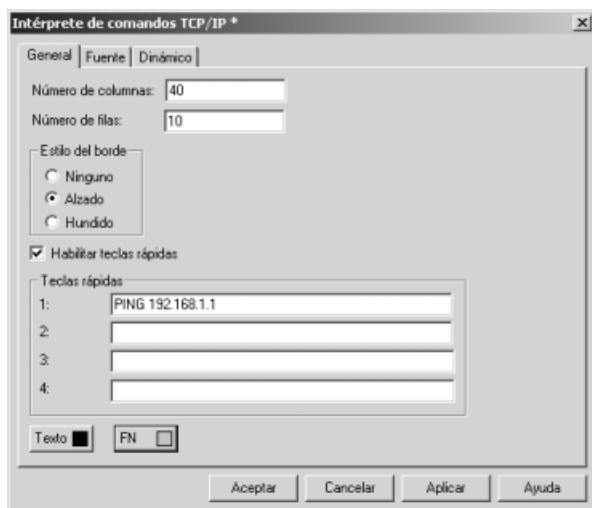 Intérprete de comandos TCP/IP *
General Fuente Dinámico
Número de columnas: 40
Número de filas: 10
Estilo del borde
Ninguno
Alzado
Hundido
Habilitar teclas rápidas
Teclas rápidas
1: PING 192.168.1.1
2:
3:
4:
Texto FN
Aceptar Cancelar Aplicar Ayuda